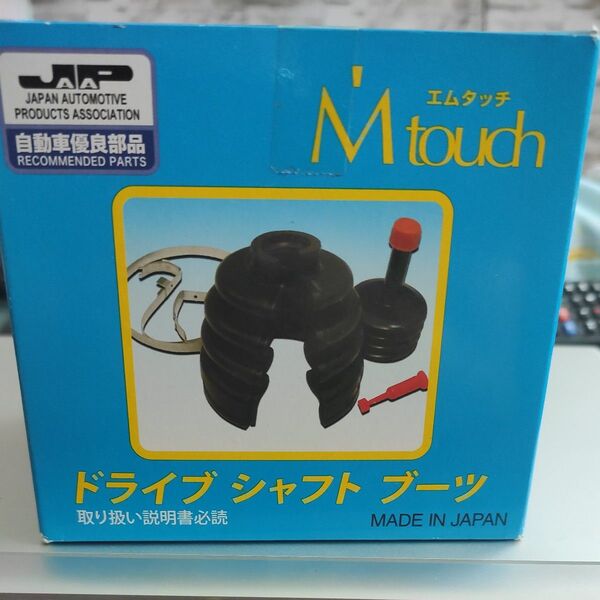 JAAP
JAPAN AUTOMOTIVE
PRODUCTS ASSOCIATION
自動車優良部品
RECOMMENDED PARTS
エムタッチ
M'touch
ドライブ シャフト ブーツ
取り扱い説明書必読
MADE IN JAPAN